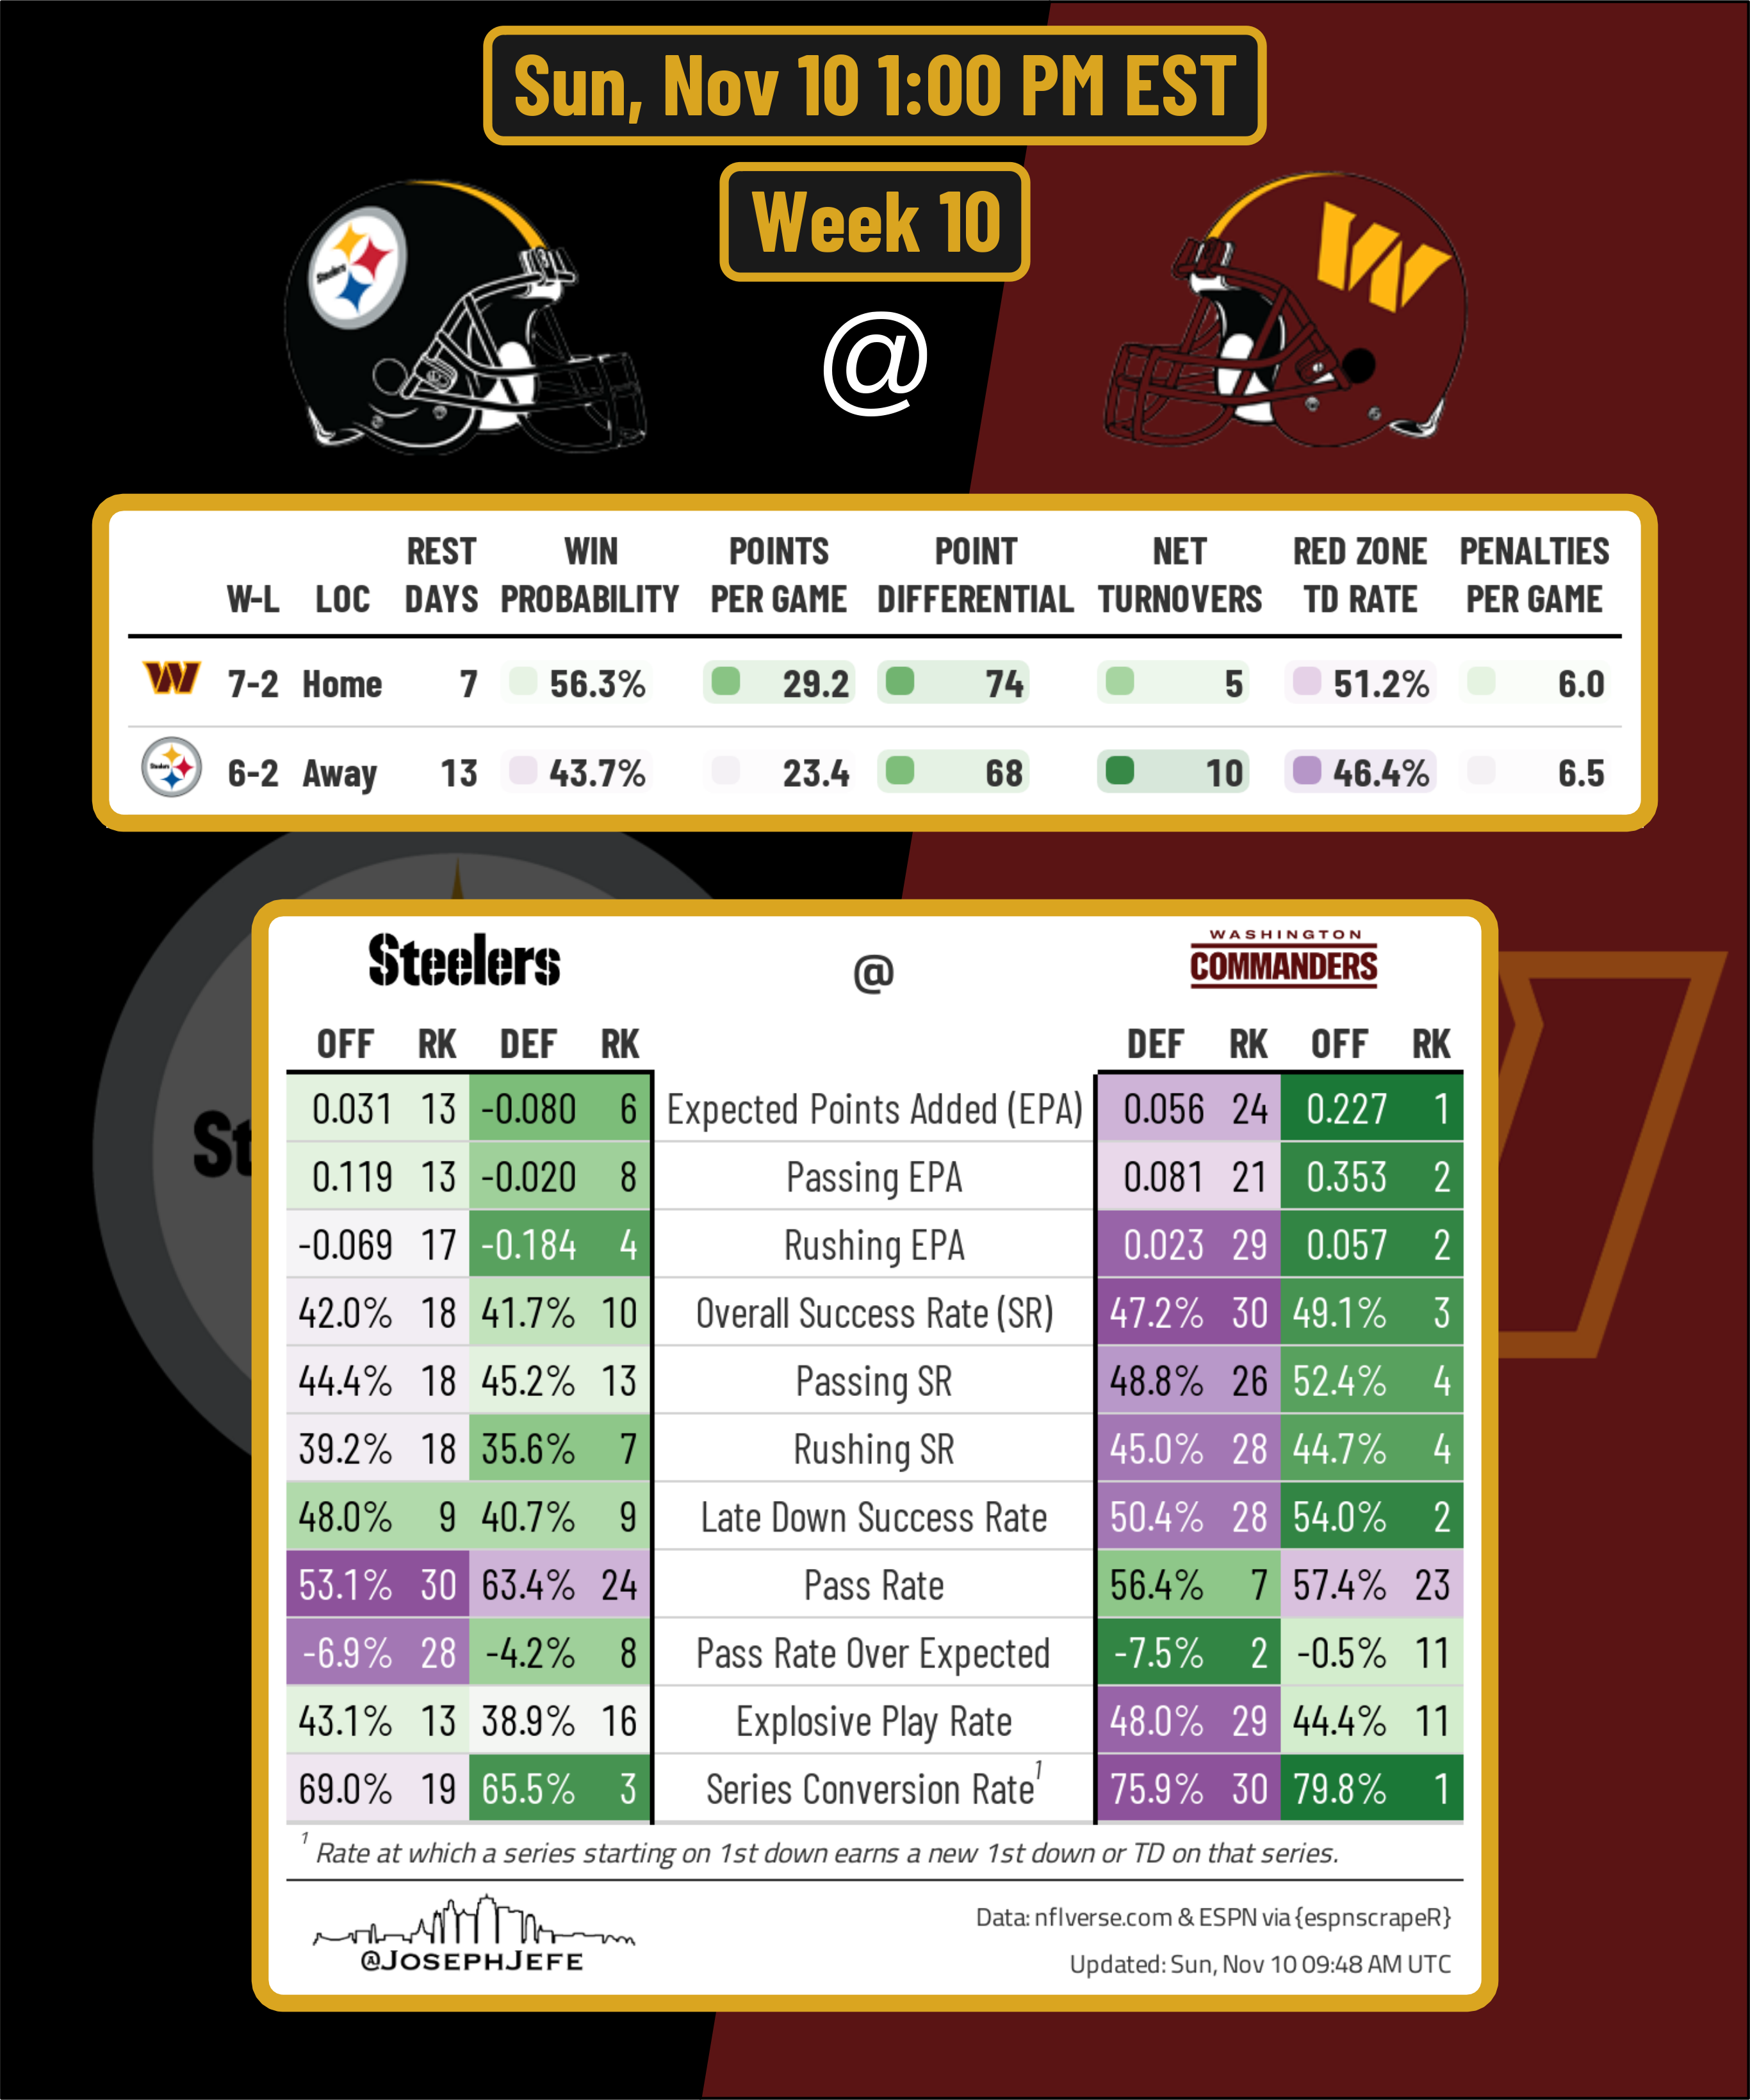 Sun, Nov 10 1:00 PM EST
Week 10
Steelers
@
W
REST WIN POINTS POINT NET RED ZONE PENALTIES
W-L LOC DAYS PROBABILITY PER GAME DIFFERENTIAL TURNOVERS TD RATE PER GAME
W 7-2 Home 7 56.3% 29.2 74 5 51.2% 6.0
Steelers 6-2 Away 13 43.7% 23.4 68 10 46.4% 6.5
Steelers @ WASHINGTON COMMANDERS
OFF RK DEF RK DEF RK OFF RK
0.031 13 -0.080 6 Expected Points Added (EPA) 0.056 24 0.227 1
0.119 13 -0.020 8 Passing EPA 0.081 21 0.353 2
St
-0.069 17 -0.184 4 Rushing EPA 0.023 29 0.057 2
42.0% 18 41.7% 10 Overall Success Rate (SR) 47.2% 30 49.1% 3
44.4% 18 45.2% 13 Passing SR 48.8% 26 52.4% 4
39.2% 18 35.6% 7 Rushing SR 45.0% 28 44.7% 4
48.0% 9 40.7% 9 Late Down Success Rate 50.4% 28 54.0% 2
53.1% 30 63.4% 24 Pass Rate 56.4% 7 57.4% 23
-6.9% 28 -4.2% 8 Pass Rate Over Expected -7.5% 2 -0.5% 11
43.1% 13 38.9% 16 Explosive Play Rate 48.0% 29 44.4% 11
69.0% 19 65.5% 3 Series Conversion Rate¹ 75.9% 30 79.8% 1
¹ Rate at which a series starting on 1st down earns a new 1st down or TD on that series.
@JOSEPHJEFE
Data: nflverse.com & ESPN via {espnscrapeR}
Updated: Sun, Nov 10 09:48 AM UTC